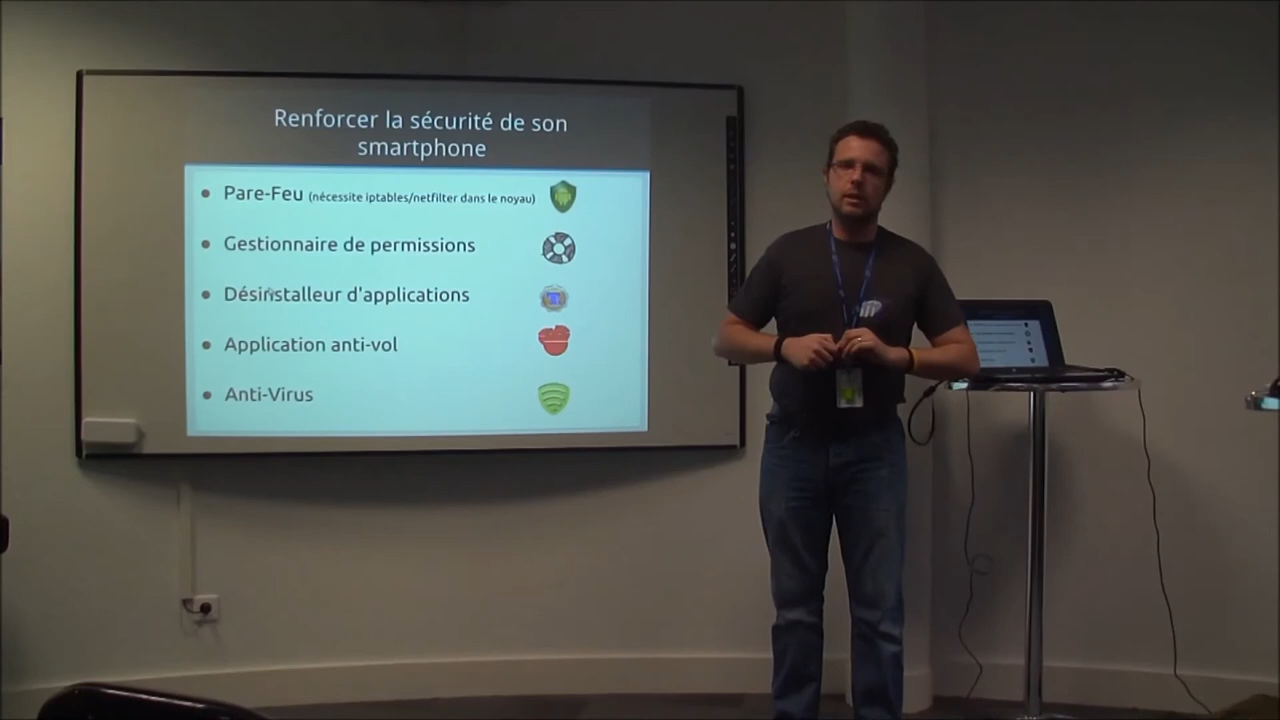 Renforcer la sécurité de son
smartphone
Pare-Feu (nécessite iptables/netfilter dans le noyau)
Gestionnaire de permissions
Désinstalleur d'applications
Application anti-vol
Anti-Virus